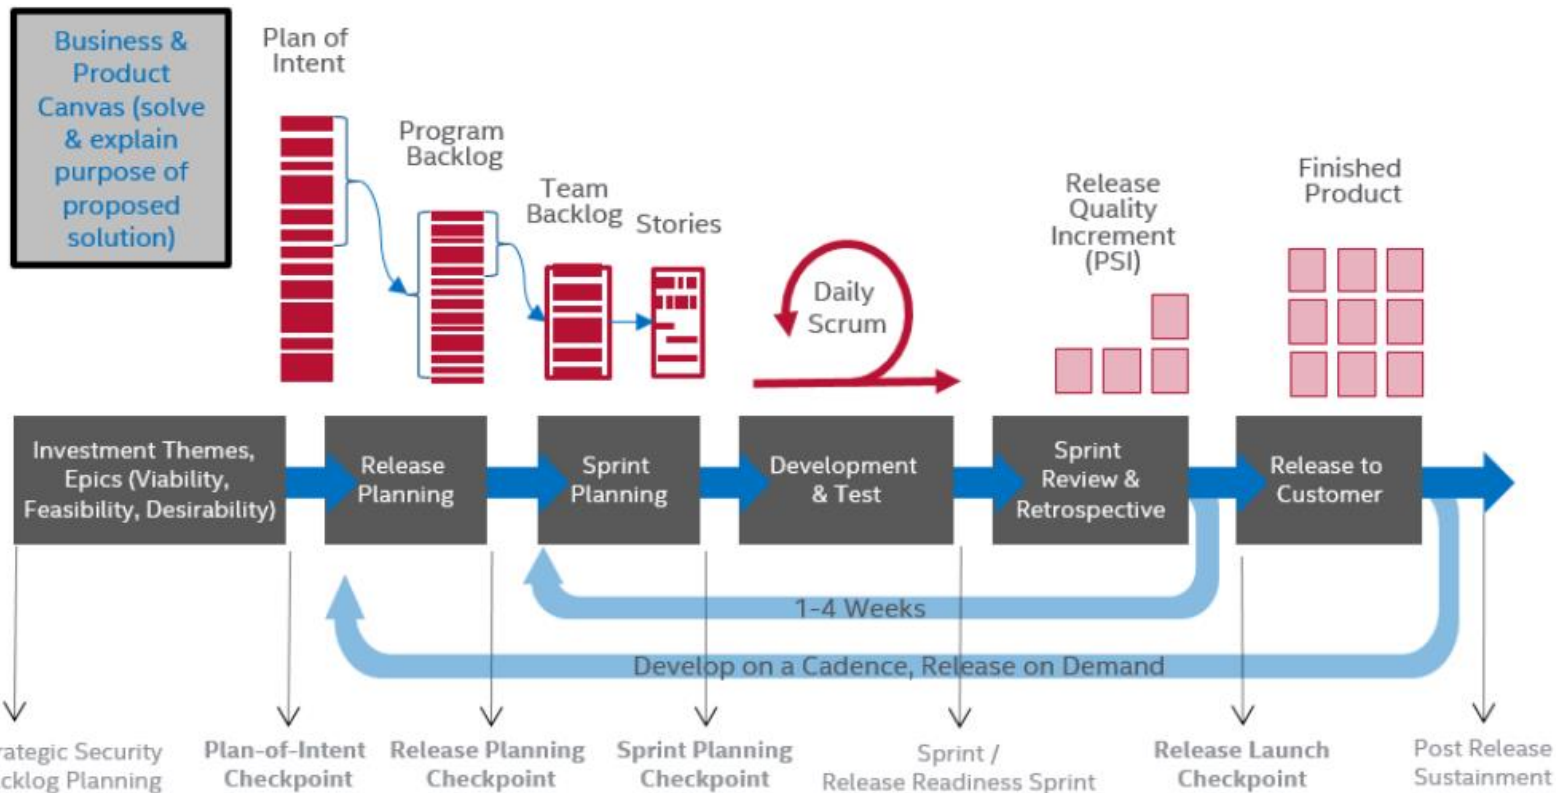 Business &
Product
Canvas (solve
& explain
purpose of
proposed
solution)
Plan of
Intent
Program
Backlog
Team
Backlog
Stories
Daily
Scrum
Release
Quality
Increment
(PSI)
Finished
Product
Investment Themes,
Epics (Viability,
Feasibility, Desirability)
Release
Planning
Sprint
Planning
Development
& Test
Sprint
Review &
Retrospective
Release to
Customer
1-4 Weeks
Develop on a Cadence, Release on Demand
Security
Planning
Plan-of-Intent
Checkpoint
Release Planning
Checkpoint
Sprint Planning
Checkpoint
Sprint /
Release Readiness Sprint
Release Launch
Checkpoint
Post Release
Sustainment